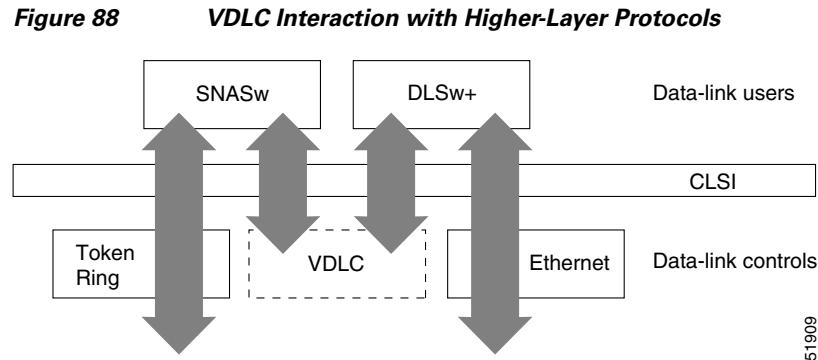 Figure 88 VDLC Interaction with Higher-Layer Protocols
SNASw DLSw+ Data-link users
CLSI
Token
Ring
VDLC
Ethernet
Data-link controls
51909